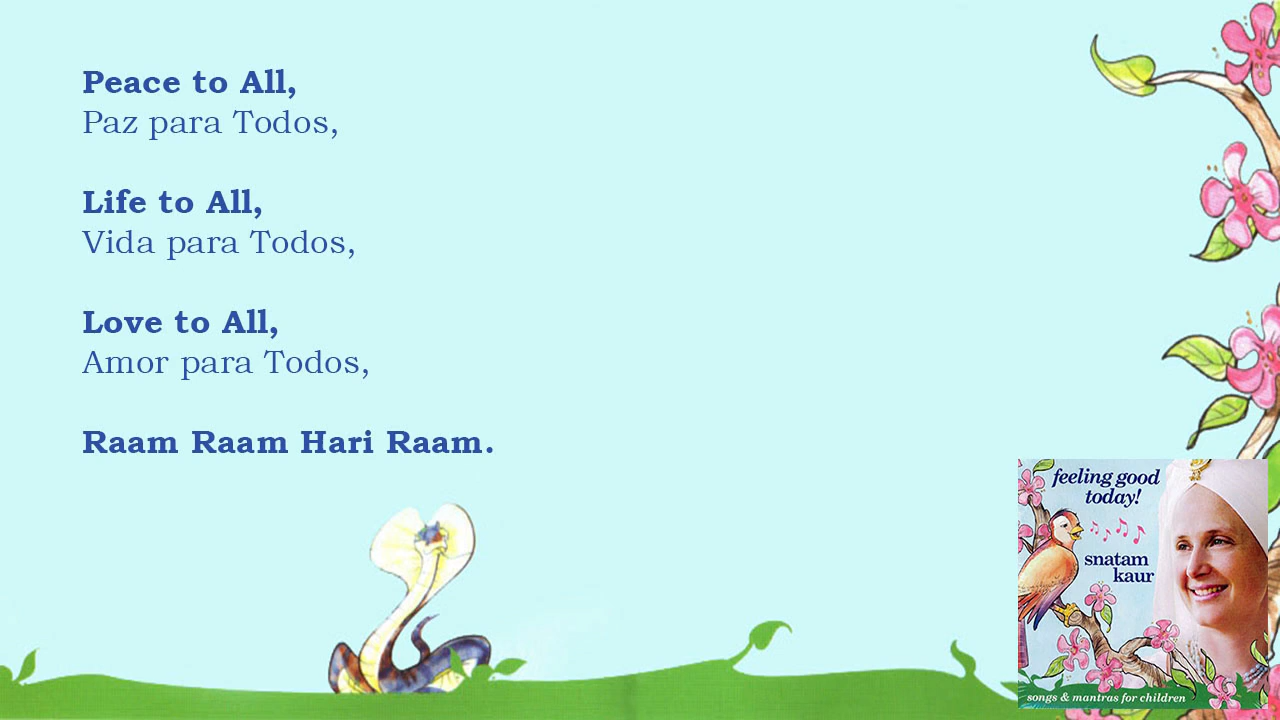 Peace to All,
Paz para Todos,
Life to All,
Vida para Todos,
Love to All,
Amor para Todos,
Raam Raam Hari Raam.
feeling good
today!
snatam
kaur
songs & mantras for children